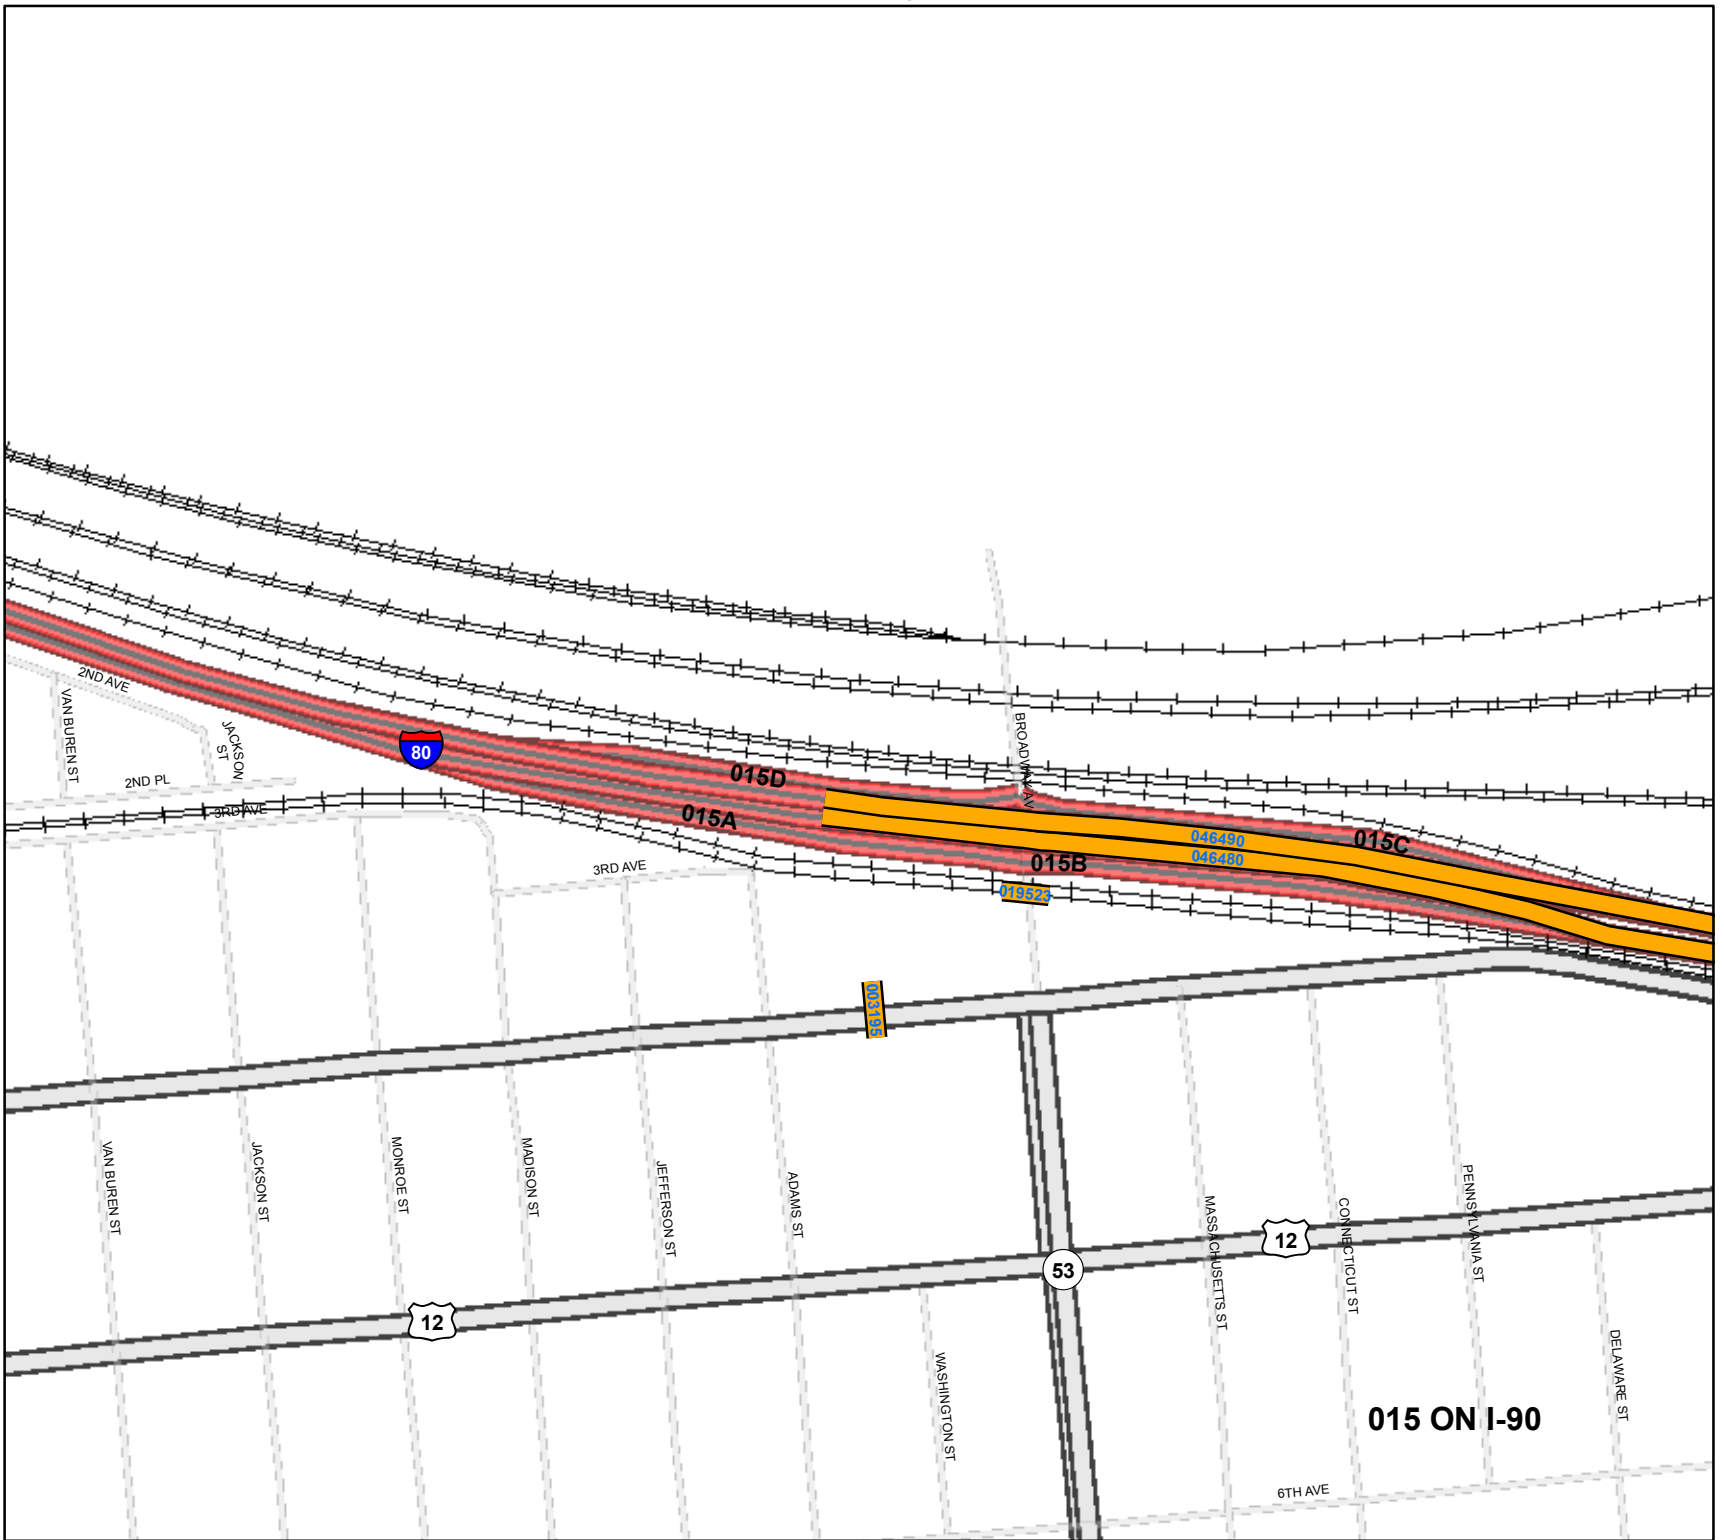 2ND AVE
VAN BUREN ST
JACKSON
ST
2ND PL
3RD AVE
80
BROADWAY AV
015D
015A
046490
015C
046480
015B
3RD AVE
019523
003195
VAN BUREN ST
JACKSON ST
MONROE ST
MADISON ST
JEFFERSON ST
ADAMS ST
MASSACHUSETTS ST
CONNECTICUT ST
PENNSYLVANIA ST
12
53
12
WASHINGTON ST
DELAWARE ST
015 ON I-90
6TH AVE